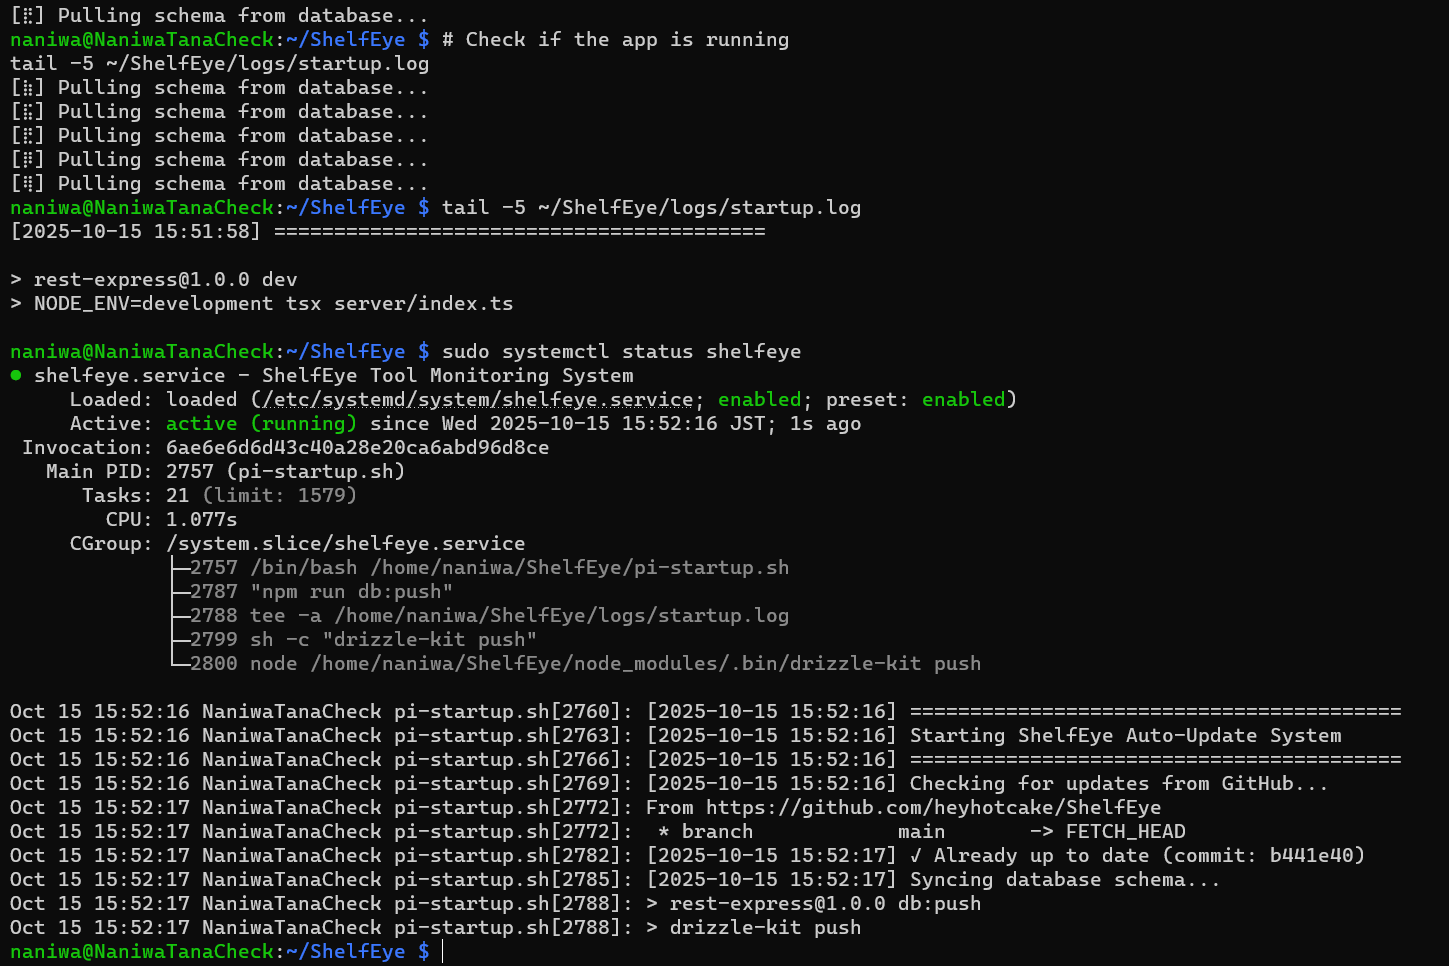 [⣟] Pulling schema from database...
naniwa@NaniwaTanaCheck:~/ShelfEye $ # Check if the app is running
tail -5 ~/ShelfEye/logs/startup.log
[⣷] Pulling schema from database...
[⣯] Pulling schema from database...
[⣟] Pulling schema from database...
[⡿] Pulling schema from database...
[⢿] Pulling schema from database...
naniwa@NaniwaTanaCheck:~/ShelfEye $ tail -5 ~/ShelfEye/logs/startup.log
[2025-10-15 15:51:58] =========================================

> rest-express@1.0.0 dev
> NODE_ENV=development tsx server/index.ts

naniwa@NaniwaTanaCheck:~/ShelfEye $ sudo systemctl status shelfeye
● shelfeye.service - ShelfEye Tool Monitoring System
     Loaded: loaded (/etc/systemd/system/shelfeye.service; enabled; preset: enabled)
     Active: active (running) since Wed 2025-10-15 15:52:16 JST; 1s ago
 Invocation: 6ae6e6d6d43c40a28e20ca6abd96d8ce
   Main PID: 2757 (pi-startup.sh)
      Tasks: 21 (limit: 1579)
        CPU: 1.077s
     CGroup: /system.slice/shelfeye.service
             ├─2757 /bin/bash /home/naniwa/ShelfEye/pi-startup.sh
             ├─2787 "npm run db:push"
             ├─2788 tee -a /home/naniwa/ShelfEye/logs/startup.log
             ├─2799 sh -c "drizzle-kit push"
             └─2800 node /home/naniwa/ShelfEye/node_modules/.bin/drizzle-kit push

Oct 15 15:52:16 NaniwaTanaCheck pi-startup.sh[2760]: [2025-10-15 15:52:16] =========================================
Oct 15 15:52:16 NaniwaTanaCheck pi-startup.sh[2763]: [2025-10-15 15:52:16] Starting ShelfEye Auto-Update System
Oct 15 15:52:16 NaniwaTanaCheck pi-startup.sh[2766]: [2025-10-15 15:52:16] =========================================
Oct 15 15:52:16 NaniwaTanaCheck pi-startup.sh[2769]: [2025-10-15 15:52:16] Checking for updates from GitHub...
Oct 15 15:52:17 NaniwaTanaCheck pi-startup.sh[2772]: From https://github.com/heyhotcake/ShelfEye
Oct 15 15:52:17 NaniwaTanaCheck pi-startup.sh[2772]:  * branch            main       -> FETCH_HEAD
Oct 15 15:52:17 NaniwaTanaCheck pi-startup.sh[2782]: [2025-10-15 15:52:17] ✓ Already up to date (commit: b441e40)
Oct 15 15:52:17 NaniwaTanaCheck pi-startup.sh[2785]: [2025-10-15 15:52:17] Syncing database schema...
Oct 15 15:52:17 NaniwaTanaCheck pi-startup.sh[2788]: > rest-express@1.0.0 db:push
Oct 15 15:52:17 NaniwaTanaCheck pi-startup.sh[2788]: > drizzle-kit push
naniwa@NaniwaTanaCheck:~/ShelfEye $